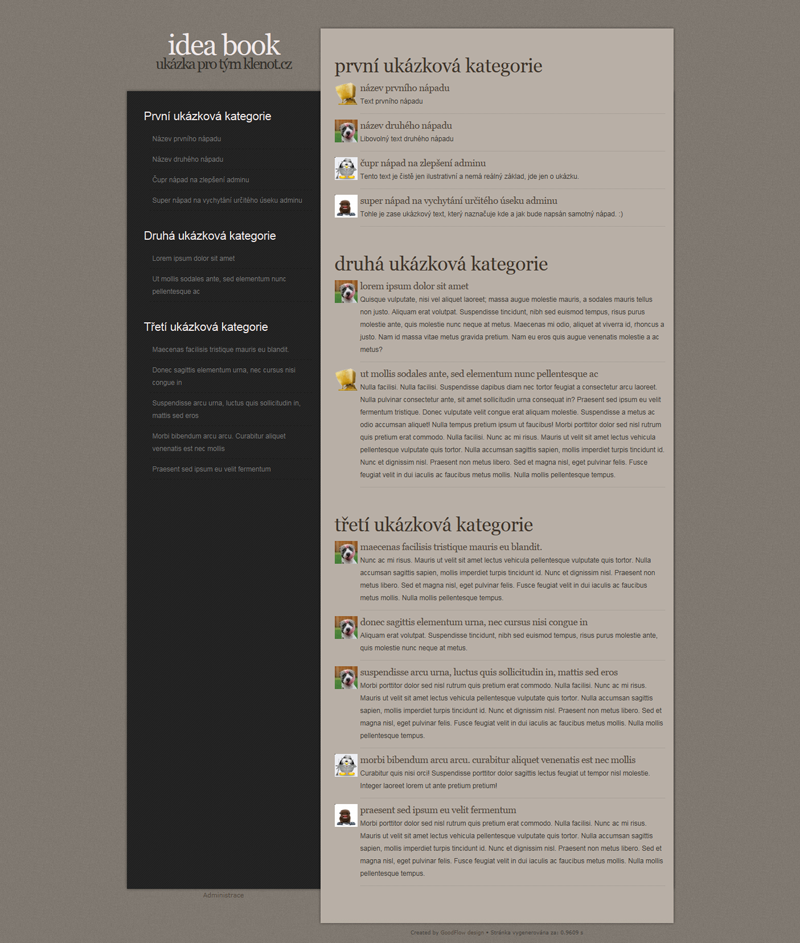 idea book
ukázka pro tým klenot.cz
První ukázková kategorie
Název prvního nápadu
Název druhého nápadu
Čupr nápad na zlepšení adminu
Super nápad na vychytání určitého úseku adminu
Druhá ukázková kategorie
Lorem ipsum dolor sit amet
Ut mollis sodales ante, sed elementum nunc
pellentesque ac
Třetí ukázková kategorie
Maecenas facilisis tristique mauris eu blandit.
Donec sagittis elementum urna, nec cursus nisi
congue in
Suspendisse arcu urna, luctus quis sollicitudin in,
mattis sed eros
Morbi bibendum arcu arcu. Curabitur aliquet
venenatis est nec mollis
Praesent sed ipsum eu velit fermentum
Administrace
první ukázková kategorie
název prvního nápadu
Text prvního nápadu
název druhého nápadu
Libovolný text druhého nápadu
čupr nápad na zlepšení adminu
Tento text je čistě jen ilustrativní a nemá reálný základ, jde jen o ukázku.
super nápad na vychytání určitého úseku adminu
Tohle je zase ukázkový text, který naznačuje kde a jak bude napsán samotný nápad. :)
druhá ukázková kategorie
lorem ipsum dolor sit amet
Quisque vulputate, nisi vel aliquet laoreet; massa augue molestie mauris, a sodales mauris tellus
non justo. Aliquam erat volutpat. Suspendisse tincidunt, nibh sed euismod tempus, risus purus
molestie ante, quis molestie nunc neque at metus. Maecenas mi odio, aliquet at viverra id, rhoncus a
justo. Nam id massa vitae metus gravida pretium. Nam eu eros quis augue venenatis molestie a ac
metus?
ut mollis sodales ante, sed elementum nunc pellentesque ac
Nulla facilisi. Nulla facilisi. Suspendisse dapibus diam nec tortor feugiat a consectetur arcu laoreet.
Nulla pulvinar consectetur ante, sit amet sollicitudin urna consequat in? Praesent sed ipsum eu velit
fermentum tristique. Donec vulputate velit congue erat aliquam molestie. Suspendisse a metus ac
odio accumsan aliquet! Nulla tempus pretium ipsum ut faucibus! Morbi porttitor dolor sed nisl rutrum
quis pretium erat commodo. Nulla facilisi. Nunc ac mi risus. Mauris ut velit sit amet lectus vehicula
pellentesque vulputate quis tortor. Nulla accumsan sagittis sapien, mollis imperdiet turpis tincidunt id.
Nunc et dignissim nisl. Praesent non metus libero. Sed et magna nisl, eget pulvinar felis. Fusce
feugiat velit in dui iaculis ac faucibus metus mollis. Nulla mollis pellentesque tempus.
třetí ukázková kategorie
maecenas facilisis tristique mauris eu blandit.
Nunc ac mi risus. Mauris ut velit sit amet lectus vehicula pellentesque vulputate quis tortor. Nulla
accumsan sagittis sapien, mollis imperdiet turpis tincidunt id. Nunc et dignissim nisl. Praesent non
metus libero. Sed et magna nisl, eget pulvinar felis. Fusce feugiat velit in dui iaculis ac faucibus
metus mollis. Nulla mollis pellentesque tempus.
donec sagittis elementum urna, nec cursus nisi congue in
Aliquam erat volutpat. Suspendisse tincidunt, nibh sed euismod tempus, risus purus molestie ante,
quis molestie nunc neque at metus.
suspendisse arcu urna, luctus quis sollicitudin in, mattis sed eros
Morbi porttitor dolor sed nisl rutrum quis pretium erat commodo. Nulla facilisi. Nunc ac mi risus.
Mauris ut velit sit amet lectus vehicula pellentesque vulputate quis tortor. Nulla accumsan sagittis
sapien, mollis imperdiet turpis tincidunt id. Nunc et dignissim nisl. Praesent non metus libero. Sed et
magna nisl, eget pulvinar felis. Fusce feugiat velit in dui iaculis ac faucibus metus mollis. Nulla mollis
pellentesque tempus.
morbi bibendum arcu arcu. curabitur aliquet venenatis est nec mollis
Curabitur quis nisi orci! Suspendisse porttitor dolor sagittis lectus feugiat ut tempor nisl molestie.
Integer laoreet lorem ut ante pretium pretium!
praesent sed ipsum eu velit fermentum
Morbi porttitor dolor sed nisl rutrum quis pretium erat commodo. Nulla facilisi. Nunc ac mi risus.
Mauris ut velit sit amet lectus vehicula pellentesque vulputate quis tortor. Nulla accumsan sagittis
sapien, mollis imperdiet turpis tincidunt id. Nunc et dignissim nisl. Praesent non metus libero. Sed et
magna nisl, eget pulvinar felis. Fusce feugiat velit in dui iaculis ac faucibus metus mollis. Nulla mollis
pellentesque tempus.
Created by Goodflow design • Stránka vygenerována za: 0.9609 s